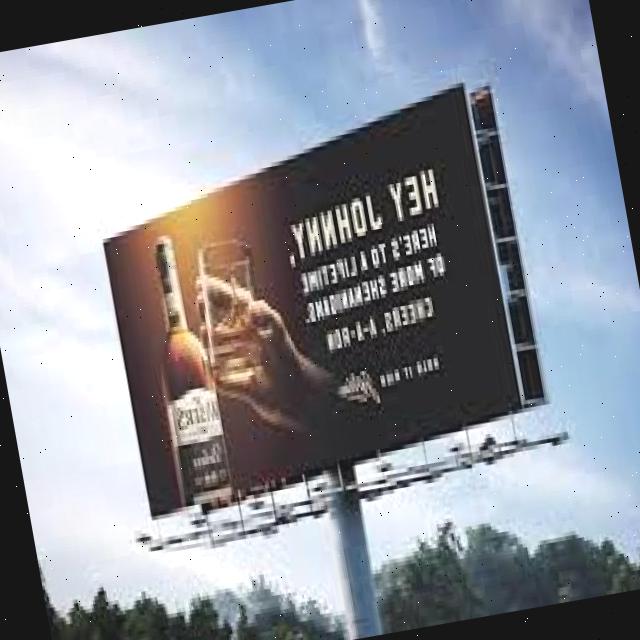 HEY JOHNNY,
HERE'S TO A LIFETIME
OF MORE SHENANIGANS.
CHEERS, A-A-RON